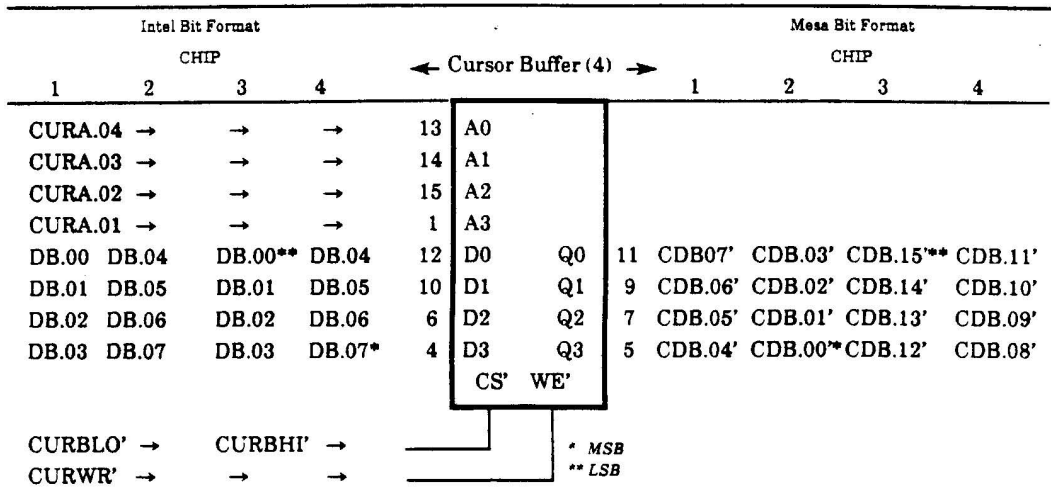 Intel Bit Format Mesa Bit Format
CHIP ← Cursor Buffer (4) → CHIP
1 2 3 4 1 2 3 4
CURA.04 → → → 13 A0
CURA.03 → → → 14 A1
CURA.02 → → → 15 A2
CURA.01 → → → 1 A3
DB.00 DB.04 DB.00** DB.04 12 D0 Q0 11 CDB07' CDB.03' CDB.15'** CDB.11'
DB.01 DB.05 DB.01 DB.05 10 D1 Q1 9 CDB.06' CDB.02' CDB.14' CDB.10'
DB.02 DB.06 DB.02 DB.06 6 D2 Q2 7 CDB.05' CDB.01' CDB.13' CDB.09'
DB.03 DB.07 DB.03 DB.07* 4 D3 Q3 5 CDB.04' CDB.00'* CDB.12' CDB.08'
CS' WE'
CURBLO' → CURBHI' → * MSB
CURWR' → → → ** LSB